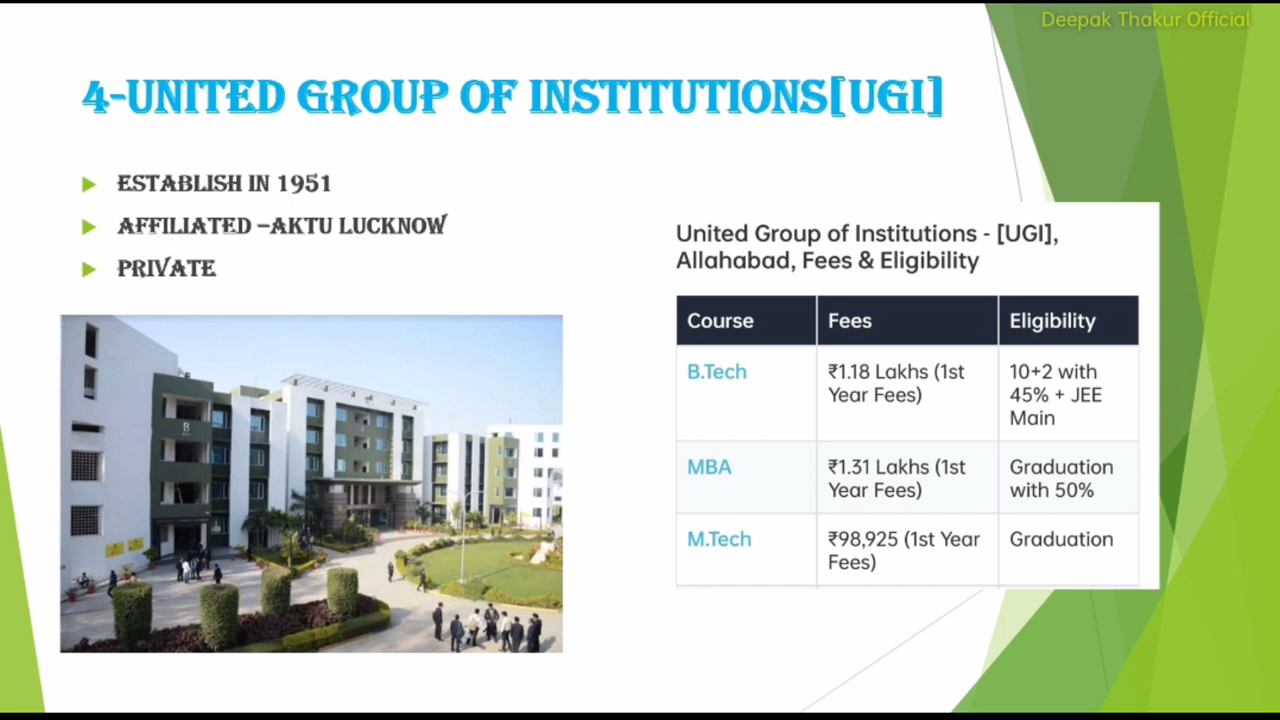 Deepak Thakur Official
4-UNITED GROUP OF INSTITUTIONS[UGI]
ESTABLISH IN 1951
AFFILIATED –AKTU LUCKNOW
PRIVATE
United Group of Institutions - [UGI],
Allahabad, Fees & Eligibility
Course Fees Eligibility
B.Tech
₹1.18 Lakhs (1st
Year Fees)
10+2 with
45% + JEE
Main
MBA
₹1.31 Lakhs (1st
Year Fees)
Graduation
with 50%
M.Tech
₹98,925 (1st Year
Fees)
Graduation
B